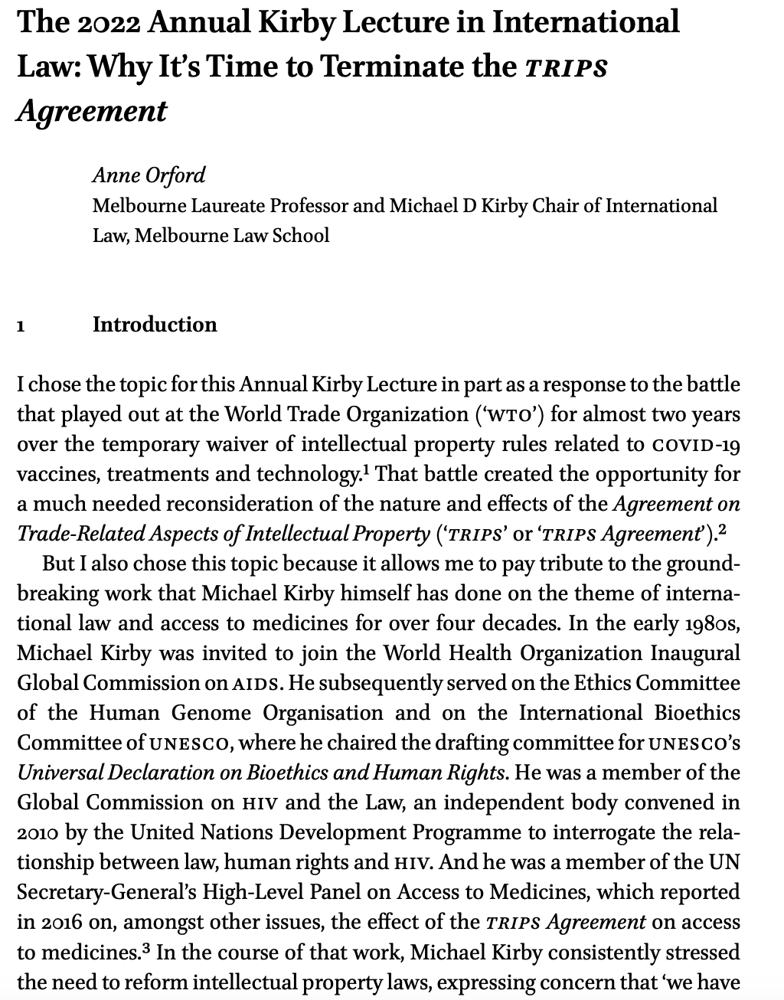 The 2022 Annual Kirby Lecture in International
Law: Why It's Time to Terminate the TRIPS
Agreement
Anne Orford
Melbourne Laureate Professor and Michael D Kirby Chair of International
Law, Melbourne Law School
1 Introduction
I chose the topic for this Annual Kirby Lecture in part as a response to the battle
that played out at the World Trade Organization (‘WTO’) for almost two years
over the temporary waiver of intellectual property rules related to COVID-19
vaccines, treatments and technology.¹ That battle created the opportunity for
a much needed reconsideration of the nature and effects of the Agreement on
Trade-Related Aspects of Intellectual Property (‘TRIPS’ or ‘TRIPS Agreement’).²
But I also chose this topic because it allows me to pay tribute to the ground-
breaking work that Michael Kirby himself has done on the theme of interna-
tional law and access to medicines for over four decades. In the early 1980s,
Michael Kirby was invited to join the World Health Organization Inaugural
Global Commission on AIDS. He subsequently served on the Ethics Committee
of the Human Genome Organisation and on the International Bioethics
Committee of UNESCO, where he chaired the drafting committee for UNESCO’s
Universal Declaration on Bioethics and Human Rights. He was a member of the
Global Commission on HIV and the Law, an independent body convened in
2010 by the United Nations Development Programme to interrogate the rela-
tionship between law, human rights and HIV. And he was a member of the UN
Secretary-General’s High-Level Panel on Access to Medicines, which reported
in 2016 on, amongst other issues, the effect of the TRIPS Agreement on access
to medicines.³ In the course of that work, Michael Kirby consistently stressed
the need to reform intellectual property laws, expressing concern that ‘we have